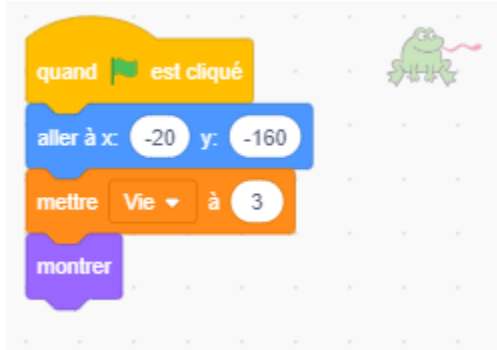 quand est cliqué
aller à x: -20 y: -160
mettre Vie à 3
montrer